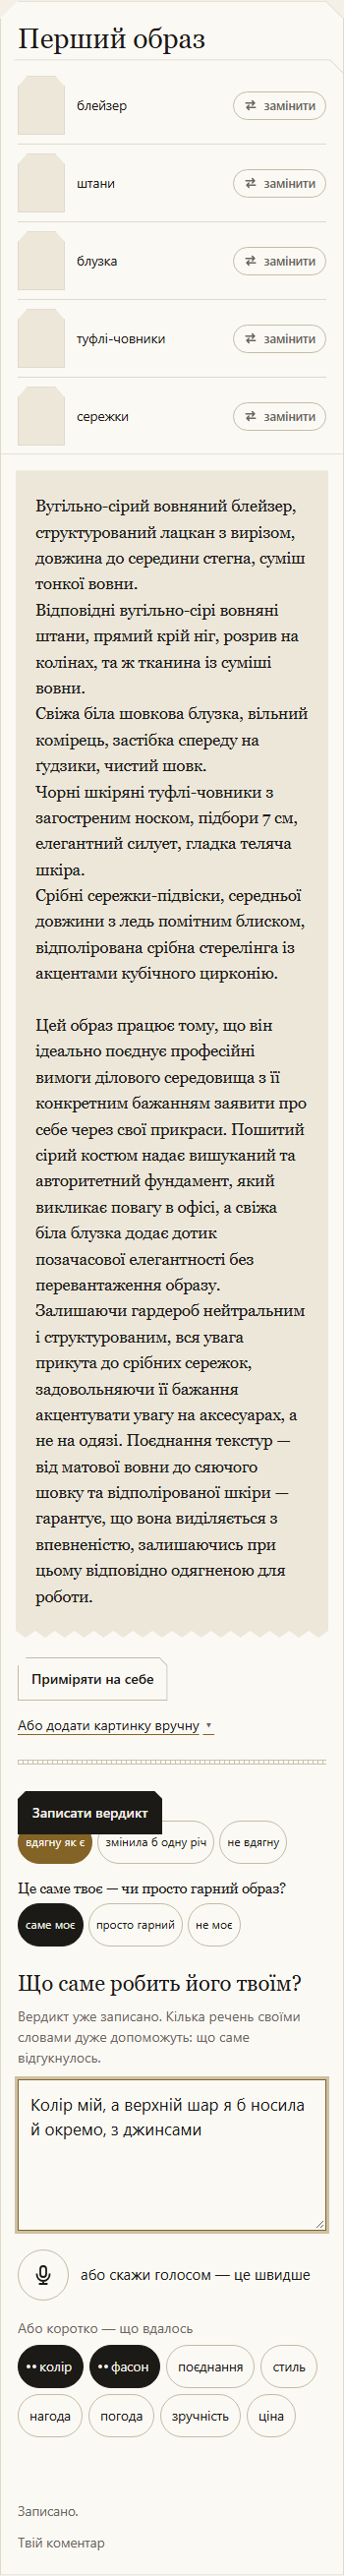 Перший образ
блейзер
замінити
штани
замінити
блузка
замінити
туфлі-човники
замінити
сережки
замінити
Вугільно-сірий вовняний блейзер,
структурований лацкан з вирізом,
довжина до середини стегна, суміш
тонкої вовни.
Відповідні вугільно-сірі вовняні
штани, прямий крій ніг, розрив на
колінах, та ж тканина із суміші
вовни.
Свіжа біла шовкова блузка, вільний
комірець, застібка спереду на
ґудзики, чистий шовк.
Чорні шкіряні туфлі-човники з
загостреним носком, підбори 7 см,
елегантний силует, гладка теляча
шкіра.
Срібні сережки-підвіски, середньої
довжини з ледь помітним блиском,
відполірована срібна стерелінга із
акцентами кубічного цирконію.
Цей образ працює тому, що він
ідеально поєднує професійні
вимоги ділового середовища з її
конкретним бажанням заявити про
себе через свої прикраси. Пошитий
сірий костюм надає вишуканий та
авторитетний фундамент, який
викликає повагу в офісі, а свіжа
біла блузка додає дотик
позачасової елегантності без
перевантаження образу.
Залишаючи гардероб нейтральним
і структурованим, вся увага
прикута до срібних сережок,
задовольняючи її бажання
акцентувати увагу на аксесуарах, а
не на одязі. Поєднання текстур —
від матової вовни до сяючого
шовку та відполірованої шкіри —
гарантує, що вона виділяється з
впевненістю, залишаючись при
цьому відповідно одягненою для
роботи.
Приміряти на себе
Або додати картинку вручну
Записати вердикт
вдягну як є
змінила б одну річ
не вдягну
Це саме твоє — чи просто гарний образ?
саме моє
просто гарний
не моє
Що саме робить його твоїм?
Вердикт уже записано. Кілька речень своїми
словами дуже допоможуть: що саме
відгукнулось.
Колір мій, а верхній шар я б носила
й окремо, з джинсами
або скажи голосом — це швидше
Або коротко — що вдалось
колір
фасон
поєднання
стиль
нагода
погода
зручність
ціна
Записано.
Твій коментар